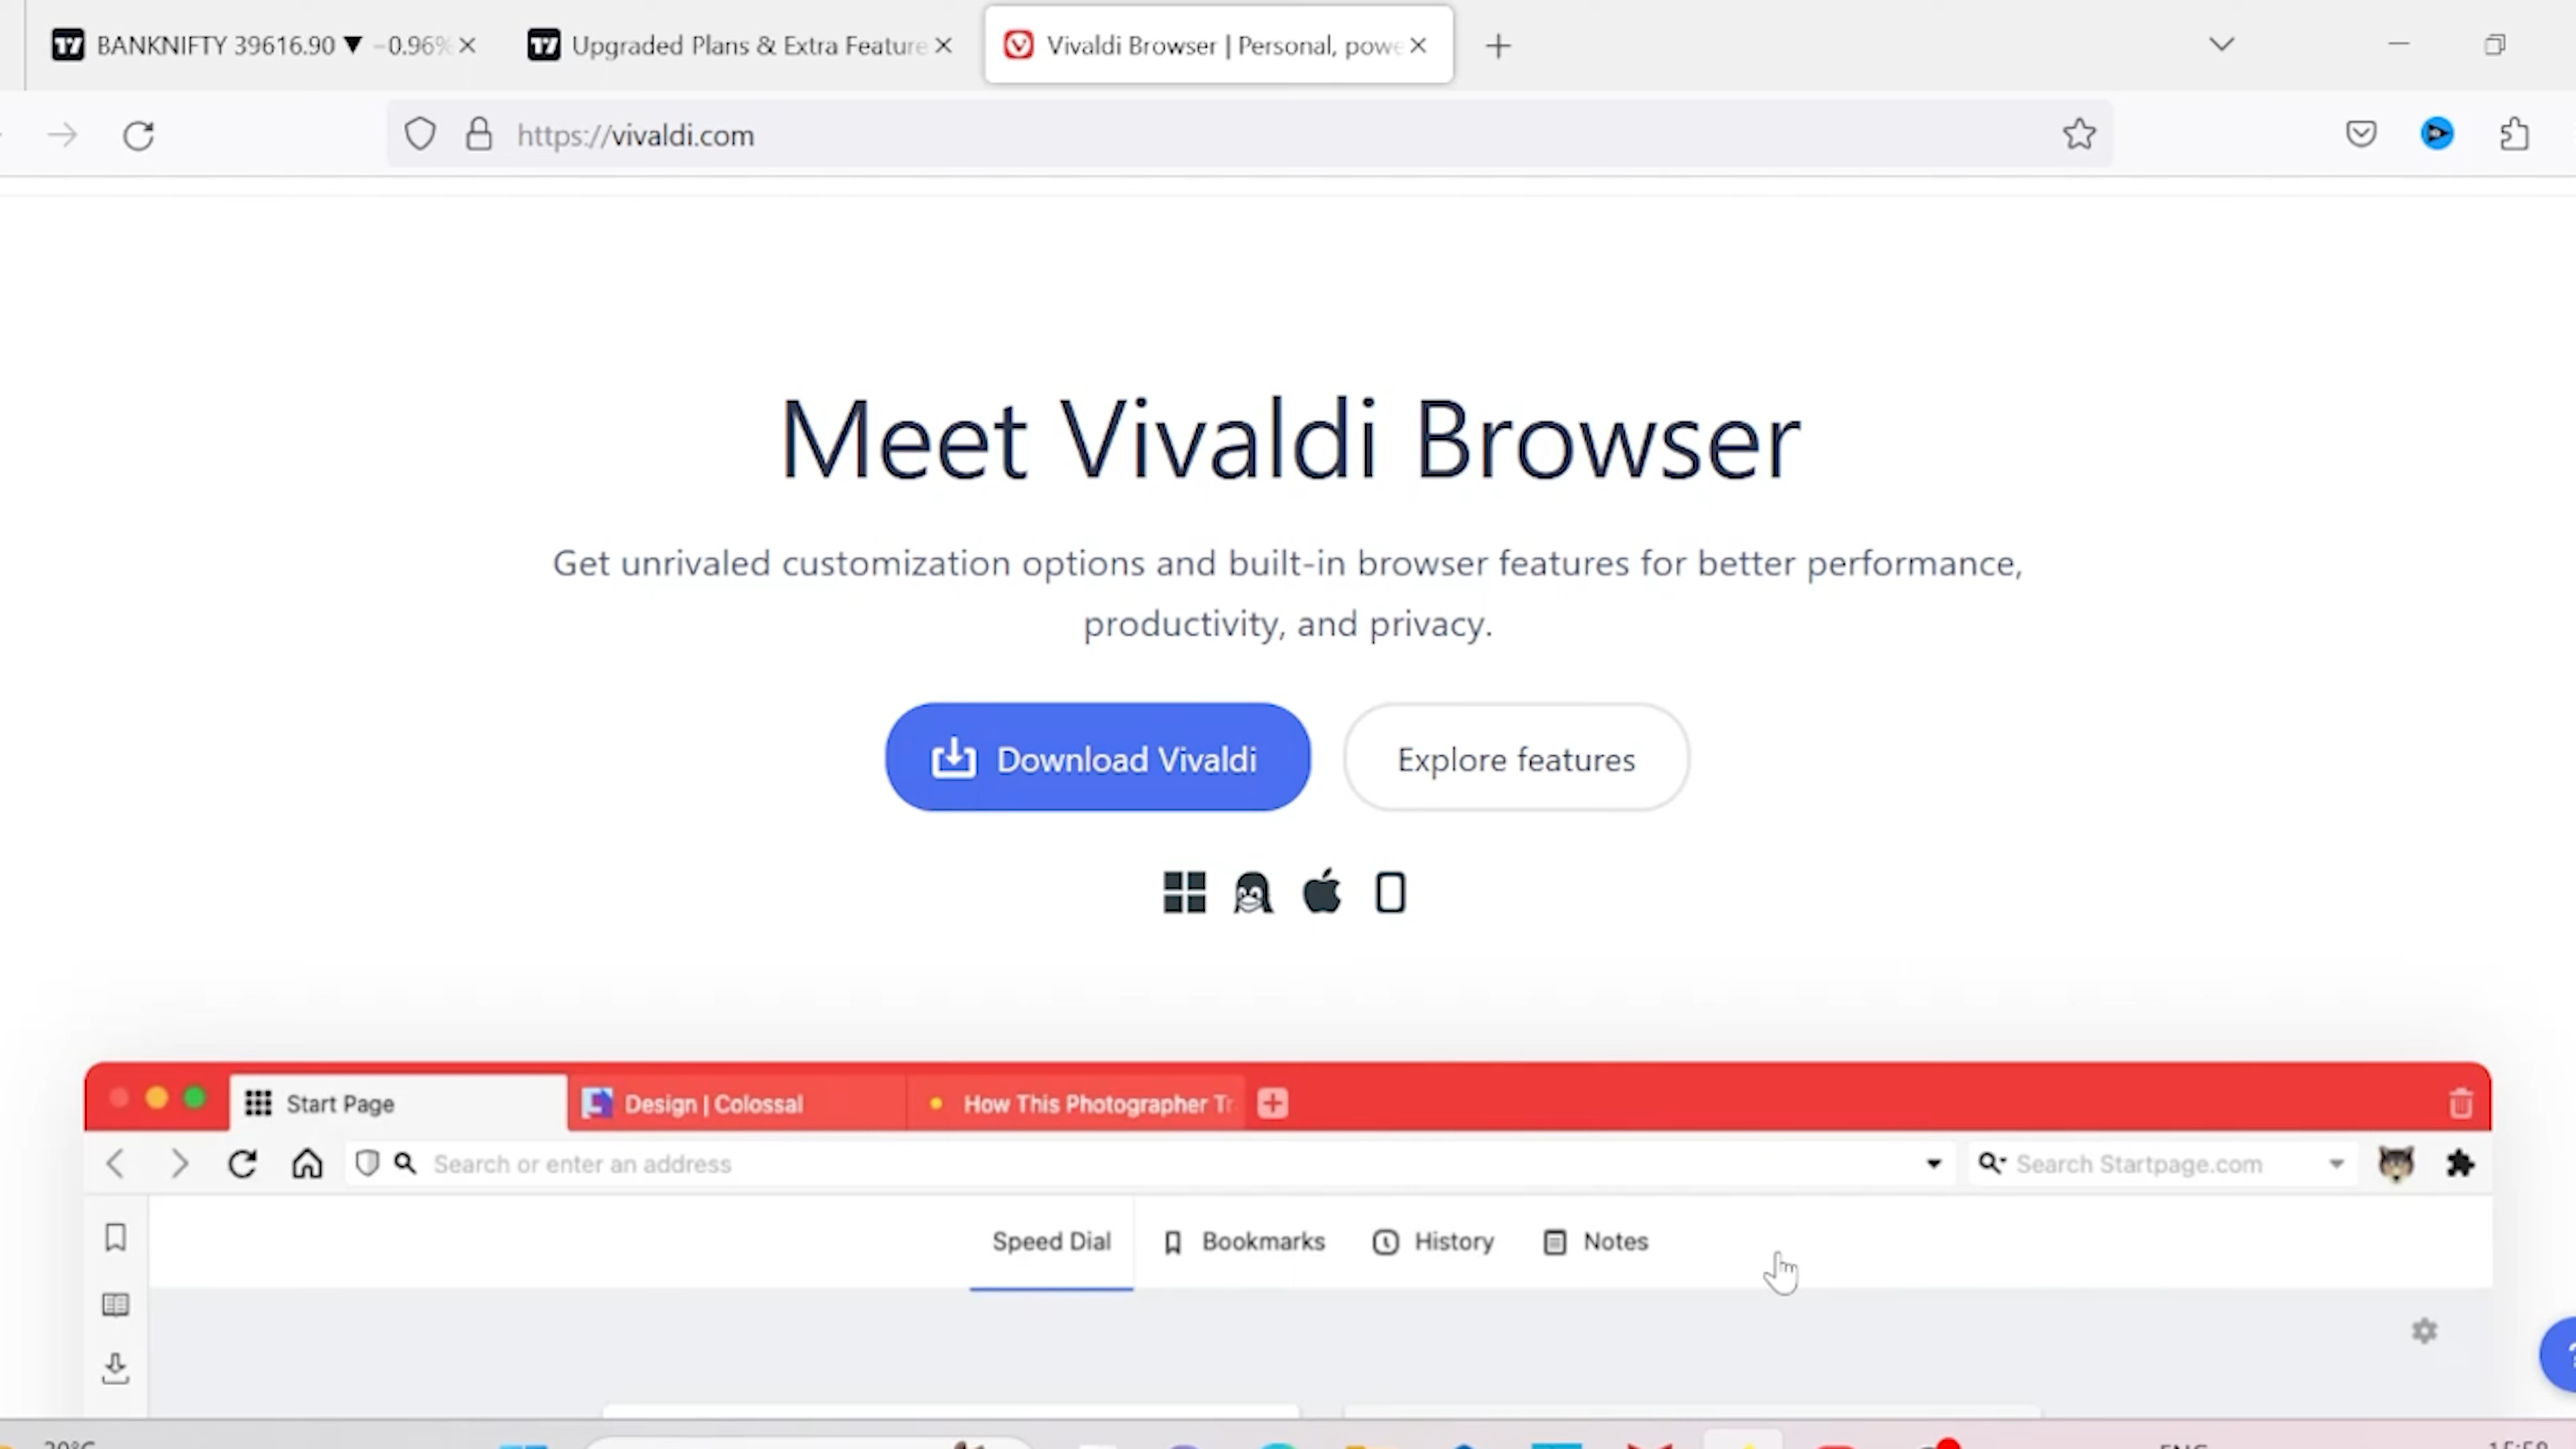 BANKNIFTY 39616.90 ▼ −0.96%
Upgraded Plans & Extra Feature
Vivaldi Browser | Personal, powe
https://vivaldi.com
Meet Vivaldi Browser
Get unrivaled customization options and built-in browser features for better performance,
productivity, and privacy.
Download Vivaldi
Explore features
Start Page
Design | Colossal
How This Photographer Tr
Search or enter an address
Search Startpage.com
Speed Dial
Bookmarks
History
Notes